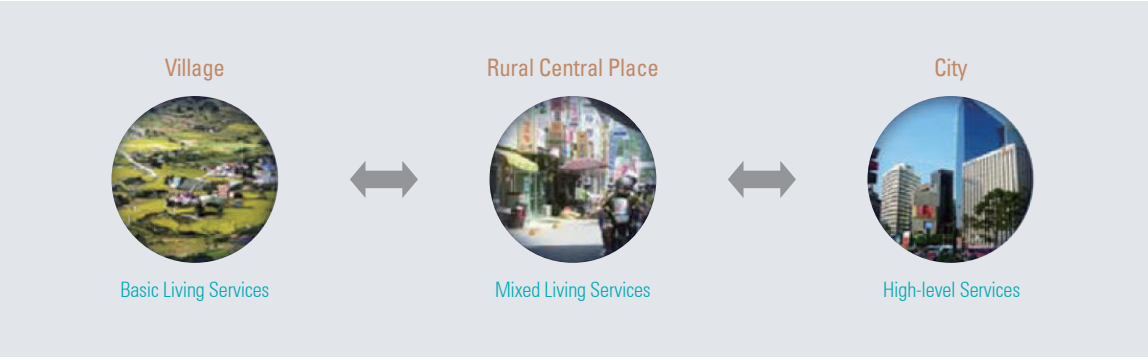 Village
Rural Central Place
City
Basic Living Services
Mixed Living Services
High-level Services